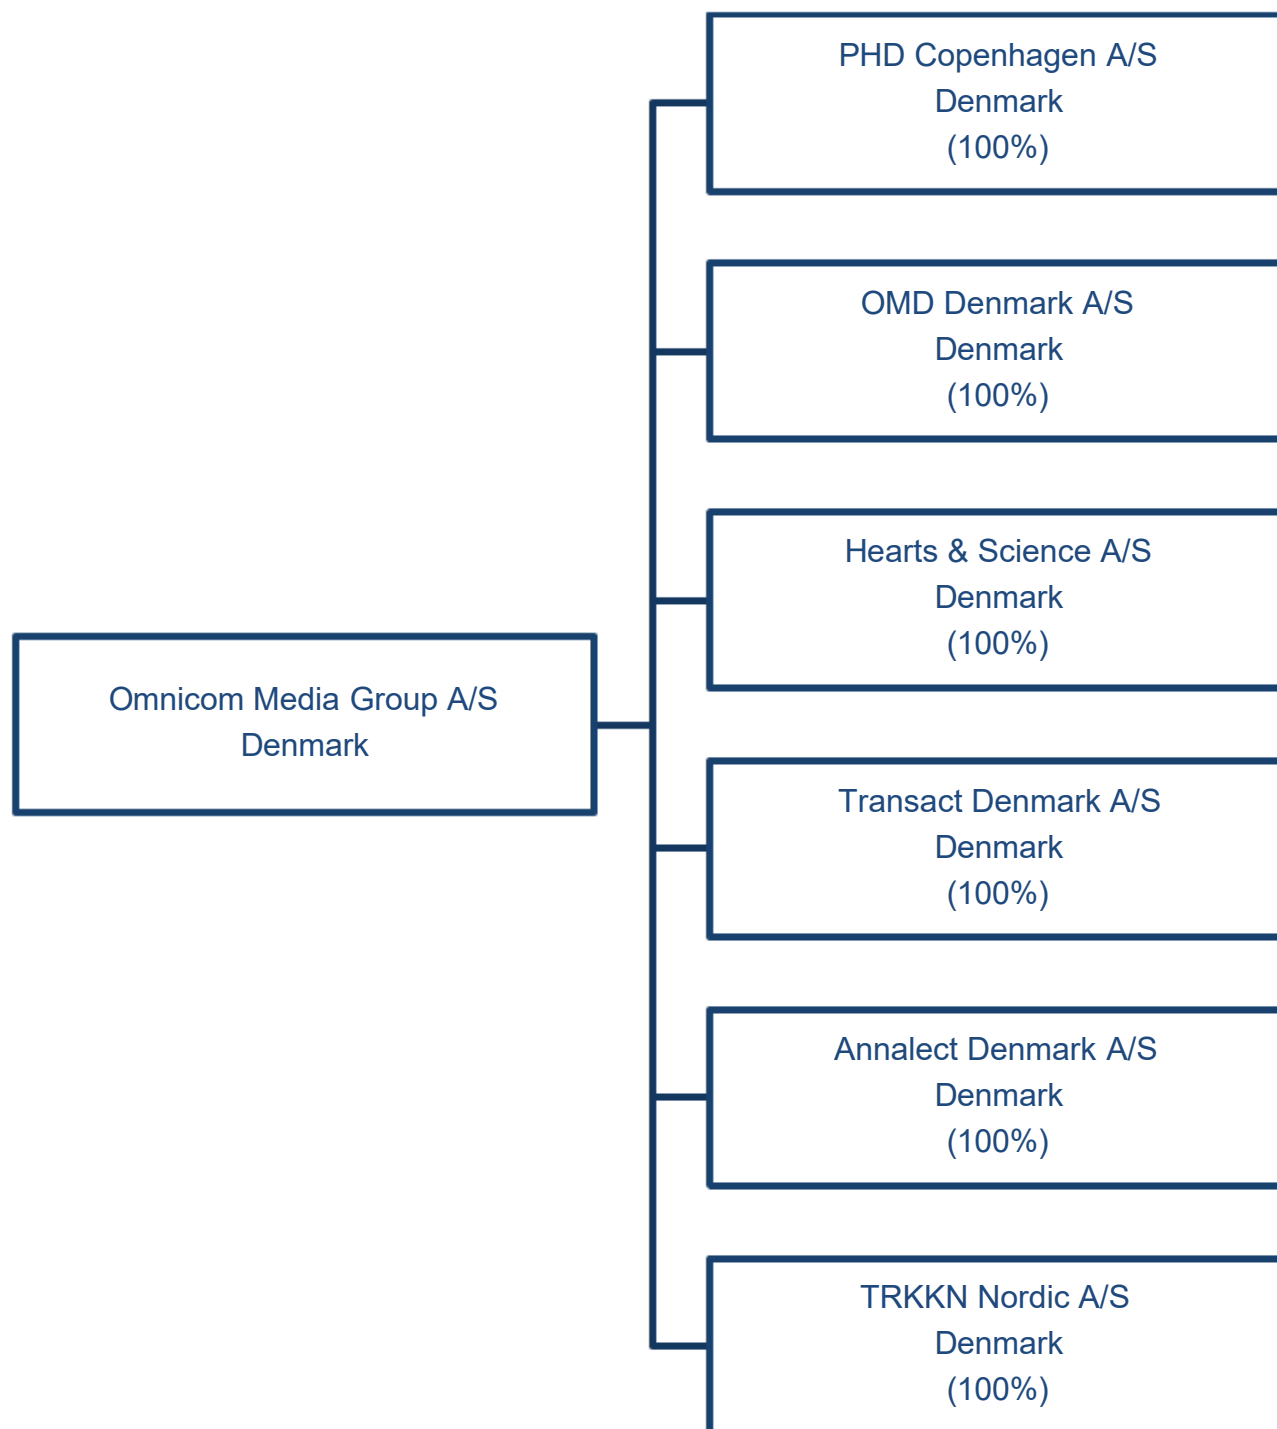 Omnicom Media Group A/S
Denmark
PHD Copenhagen A/S
Denmark
(100%)
OMD Denmark A/S
Denmark
(100%)
Hearts & Science A/S
Denmark
(100%)
Transact Denmark A/S
Denmark
(100%)
Annalect Denmark A/S
Denmark
(100%)
TRKKN Nordic A/S
Denmark
(100%)